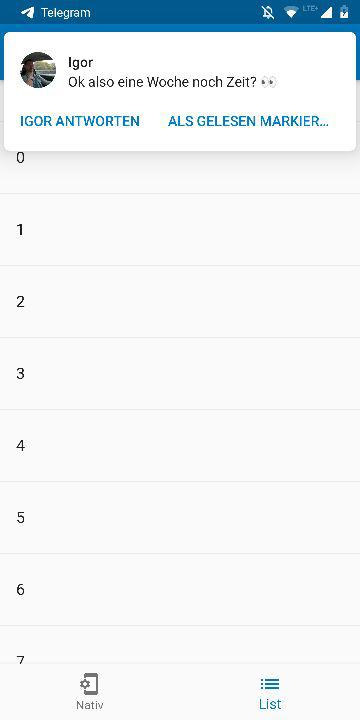 Telegram
LTE+
Igor
Ok also eine Woche noch Zeit? 👀
IGOR ANTWORTEN ALS GELESEN MARKIER...
0
1
2
3
4
5
6
7
Nativ
List